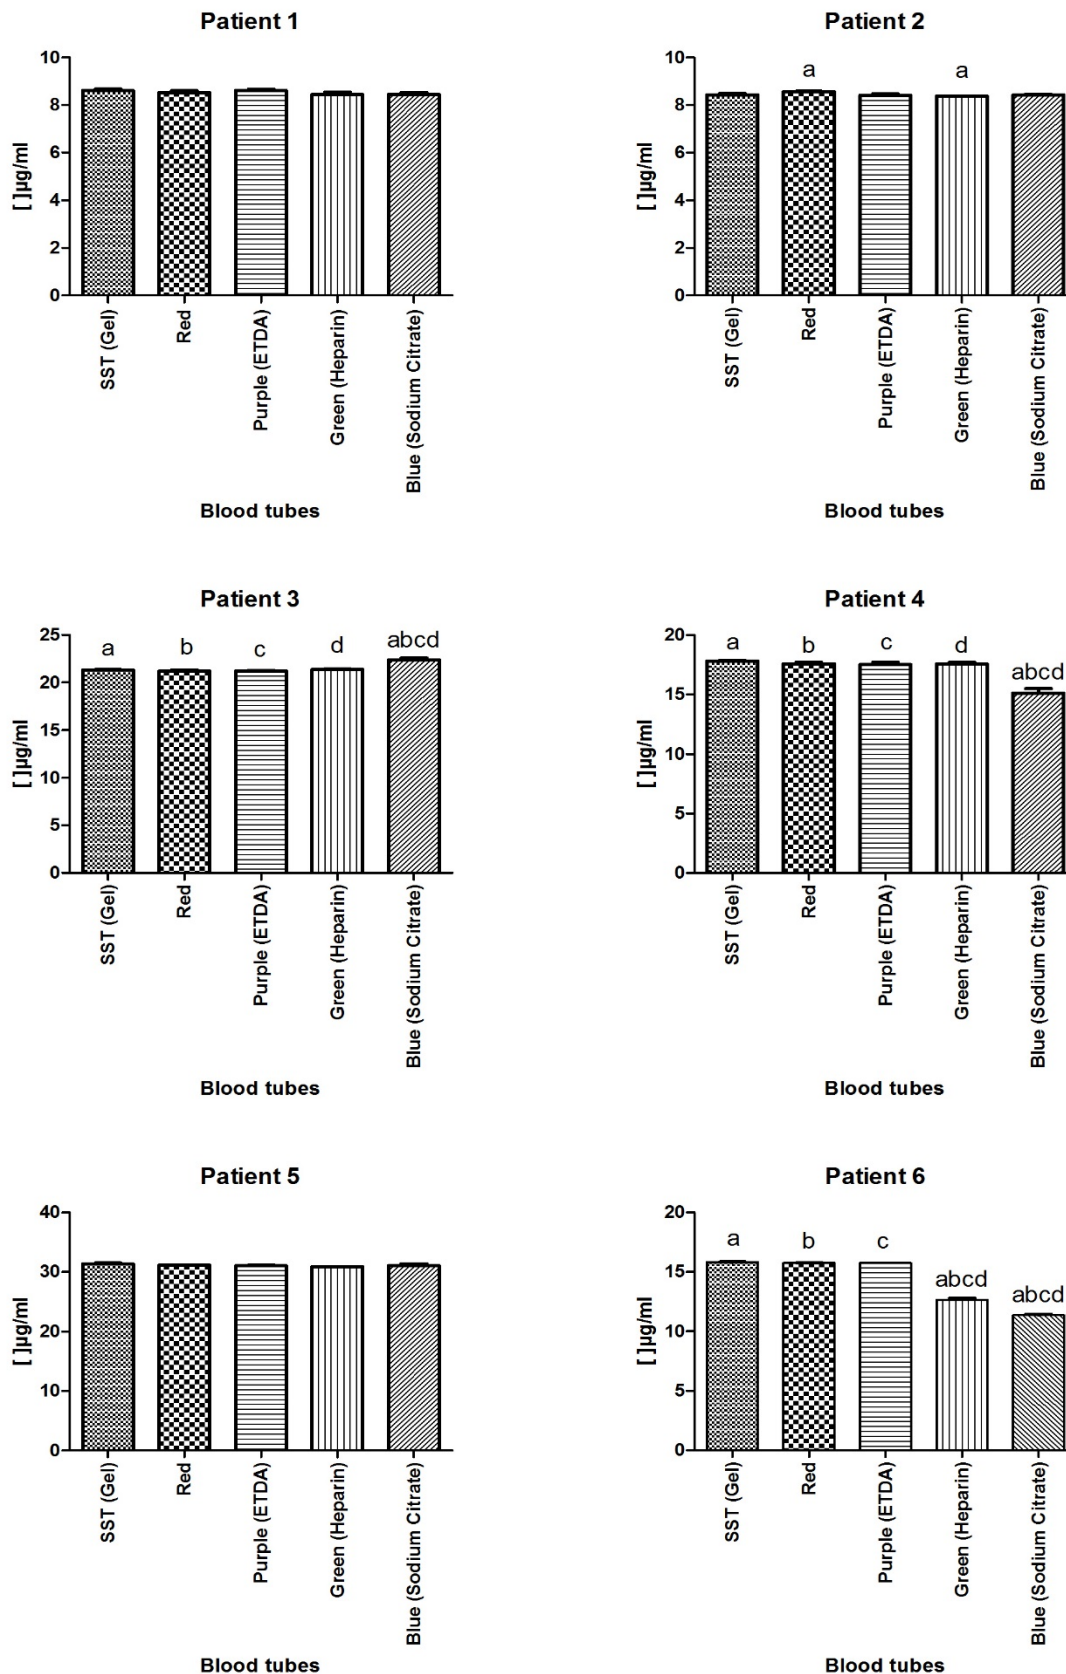 Patient 1
10
8
6
4
2
0
[ ]µg/ml
SST (Gel)
Red
Purple (ETDA)
Green (Heparin)
Blue (Sodium Citrate)
Blood tubes
Patient 2
a a
10
8
6
4
2
0
[ ]µg/ml
SST (Gel)
Red
Purple (ETDA)
Green (Heparin)
Blue (Sodium Citrate)
Blood tubes
Patient 3
a b c d abcd
25
20
15
10
5
0
[ ]µg/ml
SST (Gel)
Red
Purple (ETDA)
Green (Heparin)
Blue (Sodium Citrate)
Blood tubes
Patient 4
a b c d abcd
20
15
10
5
0
[ ]µg/ml
SST (Gel)
Red
Purple (ETDA)
Green (Heparin)
Blue (Sodium Citrate)
Blood tubes
Patient 5
40
30
20
10
0
[ ]µg/ml
SST (Gel)
Red
Purple (ETDA)
Green (Heparin)
Blue (Sodium Citrate)
Blood tubes
Patient 6
a b c abcd abcd
20
15
10
5
0
[ ]µg/ml
SST (Gel)
Red
Purple (ETDA)
Green (Heparin)
Blue (Sodium Citrate)
Blood tubes